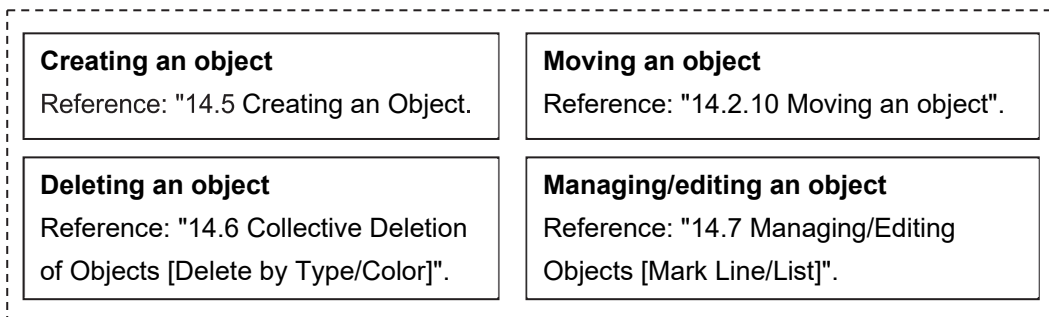 Creating an object
Reference: "14.5 Creating an Object.
Moving an object
Reference: "14.2.10 Moving an object".
Deleting an object
Reference: "14.6 Collective Deletion
of Objects [Delete by Type/Color]".
Managing/editing an object
Reference: "14.7 Managing/Editing
Objects [Mark Line/List]".